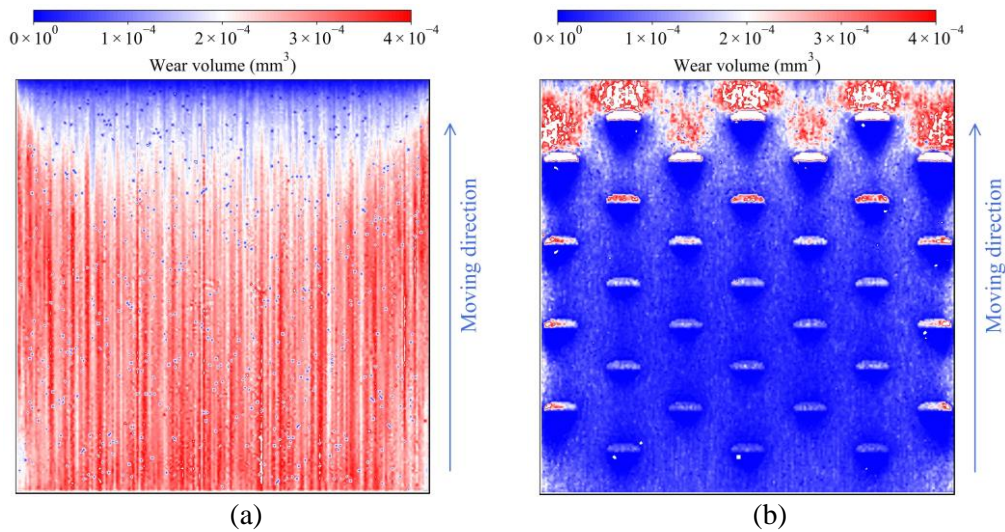 0×10⁰ 1×10⁻⁴ 2×10⁻⁴ 3×10⁻⁴ 4×10⁻⁴
Wear volume (mm³)
Moving direction
(a)
0×10⁰ 1×10⁻⁴ 2×10⁻⁴ 3×10⁻⁴ 4×10⁻⁴
Wear volume (mm³)
Moving direction
(b)